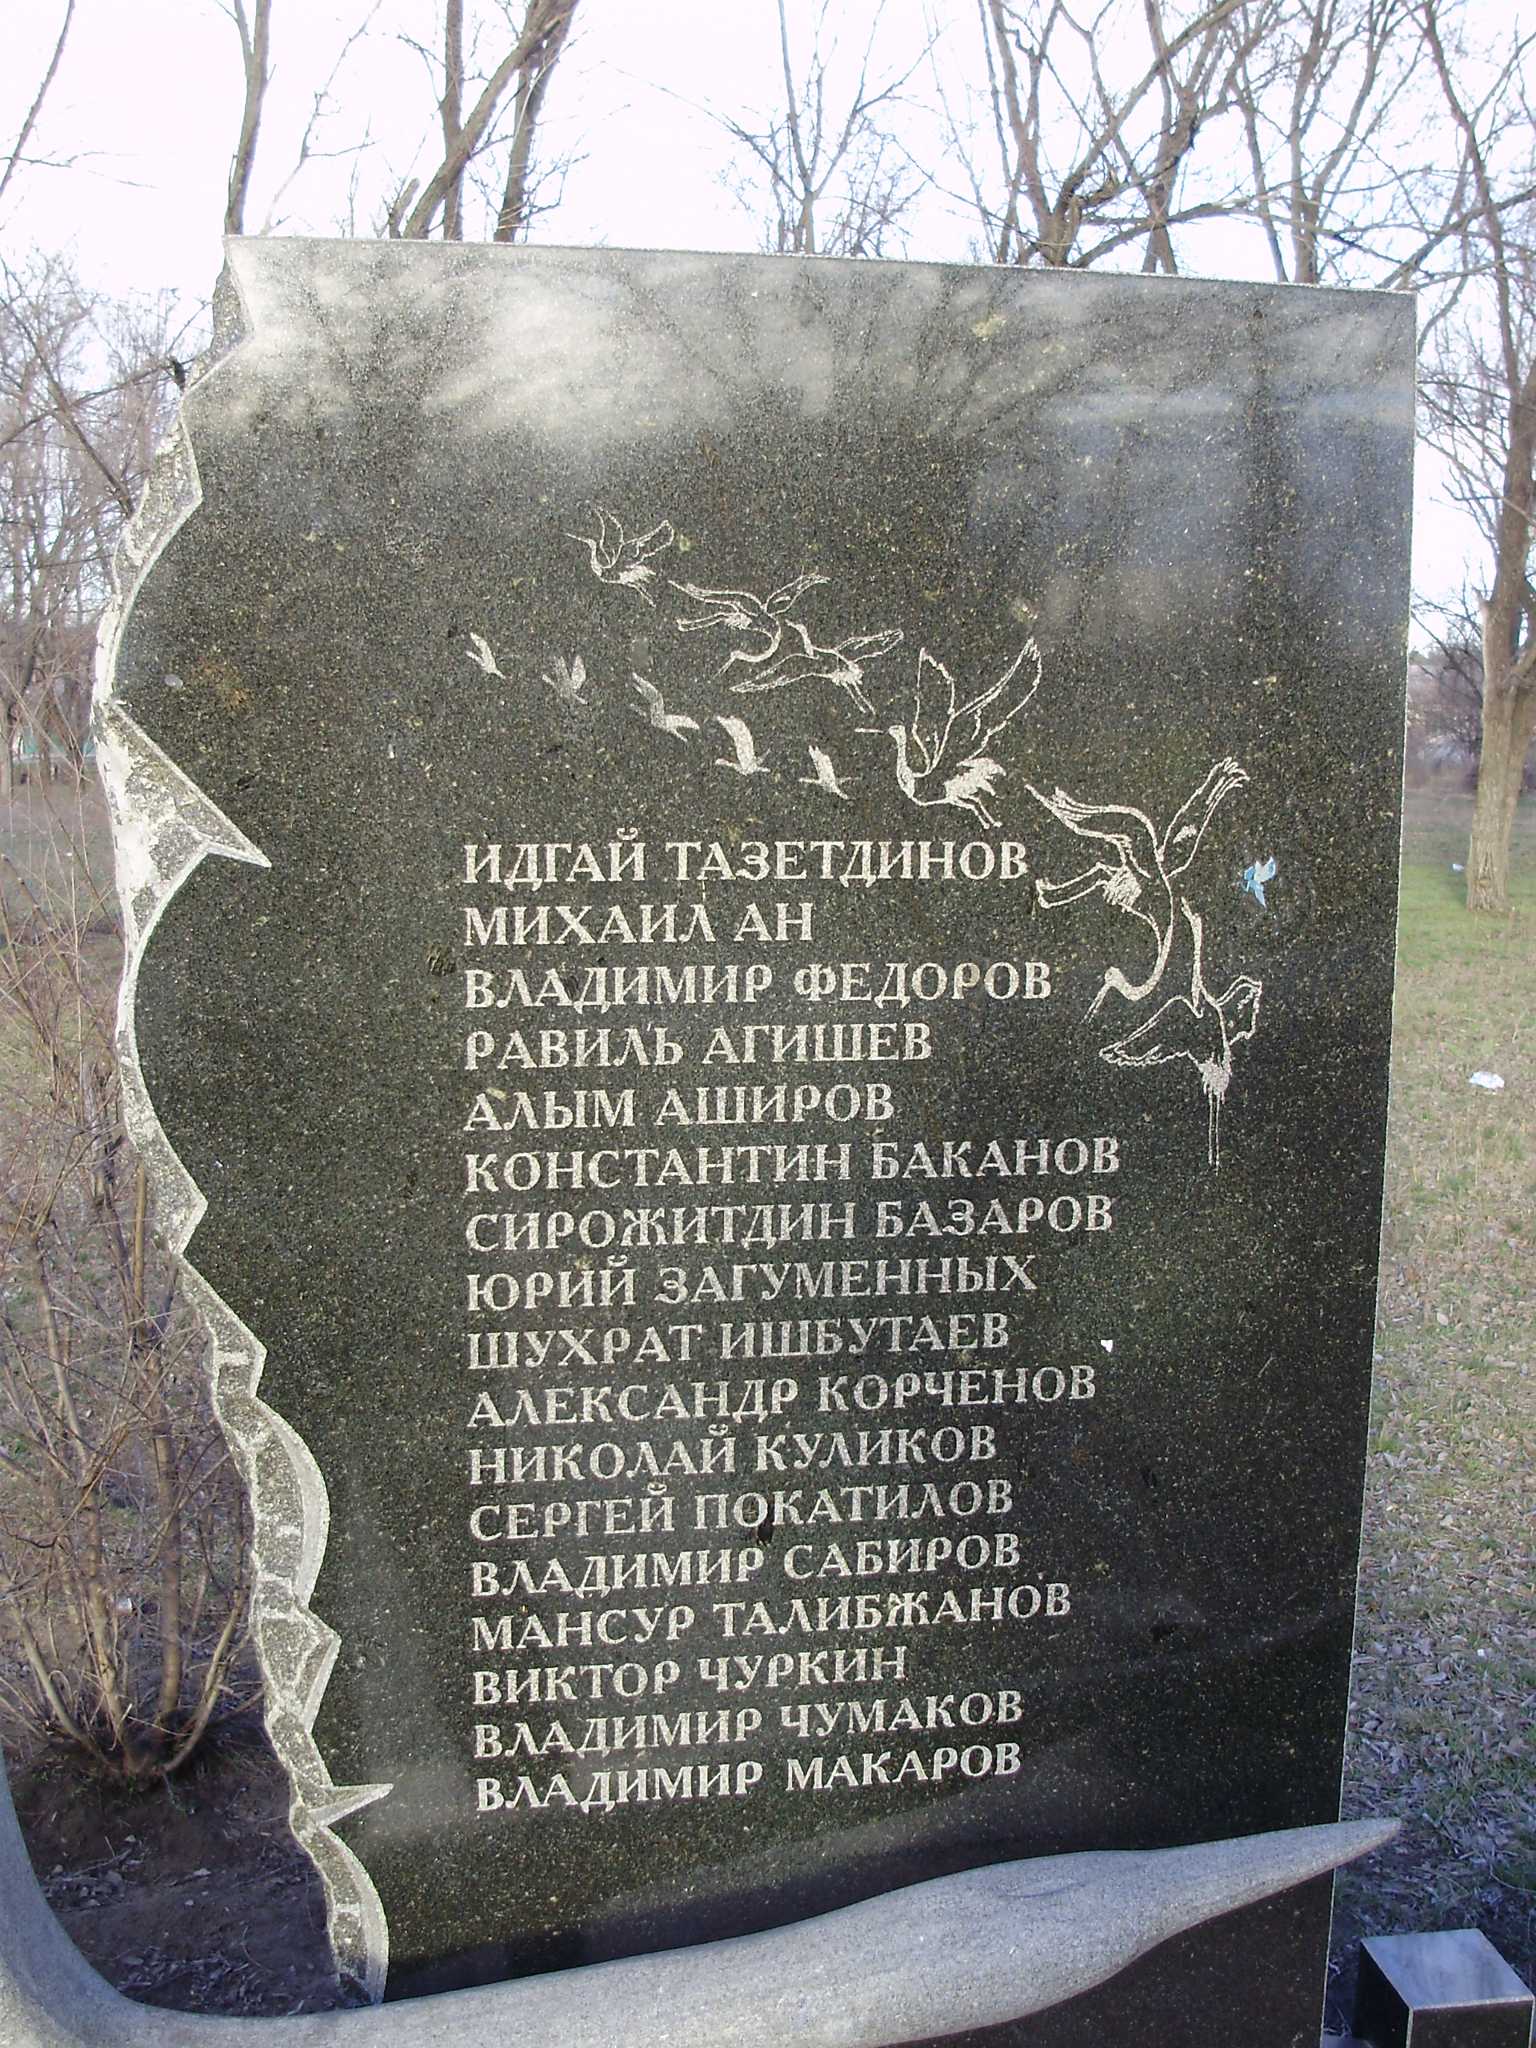 ИДГАЙ ТАЗЕТДИНОВ
МИХАИЛ АН
ВЛАДИМИР ФЕДОРОВ
РАВИЛЬ АГИШЕВ
АЛЫМ АШИРОВ
КОНСТАНТИН БАКАНОВ
СИРОЖИТДИН БАЗАРОВ
ЮРИЙ ЗАГУМЕННЫХ
ШУХРАТ ИШБУТАЕВ
АЛЕКСАНДР КОРЧЕНОВ
НИКОЛАЙ КУЛИКОВ
СЕРГЕЙ ПОКАТИЛОВ
ВЛАДИМИР САБИРОВ
МАНСУР ТАЛИБЖАНОВ
ВИКТОР ЧУРКИН
ВЛАДИМИР ЧУМАКОВ
ВЛАДИМИР МАКАРОВ